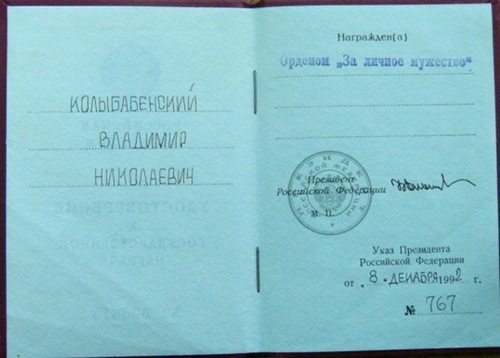 КОЛЫБАБЕНСКИЙ
ВЛАДИМИР
НИКОЛАЕВИЧ
Награжден(а)
Орденом „За личное мужество"
Президент
Российской Федерации
М. П.
Указ Президента
Российской Федерации
от 8 · ДЕКАБРЯ 1992 г.
№ 767